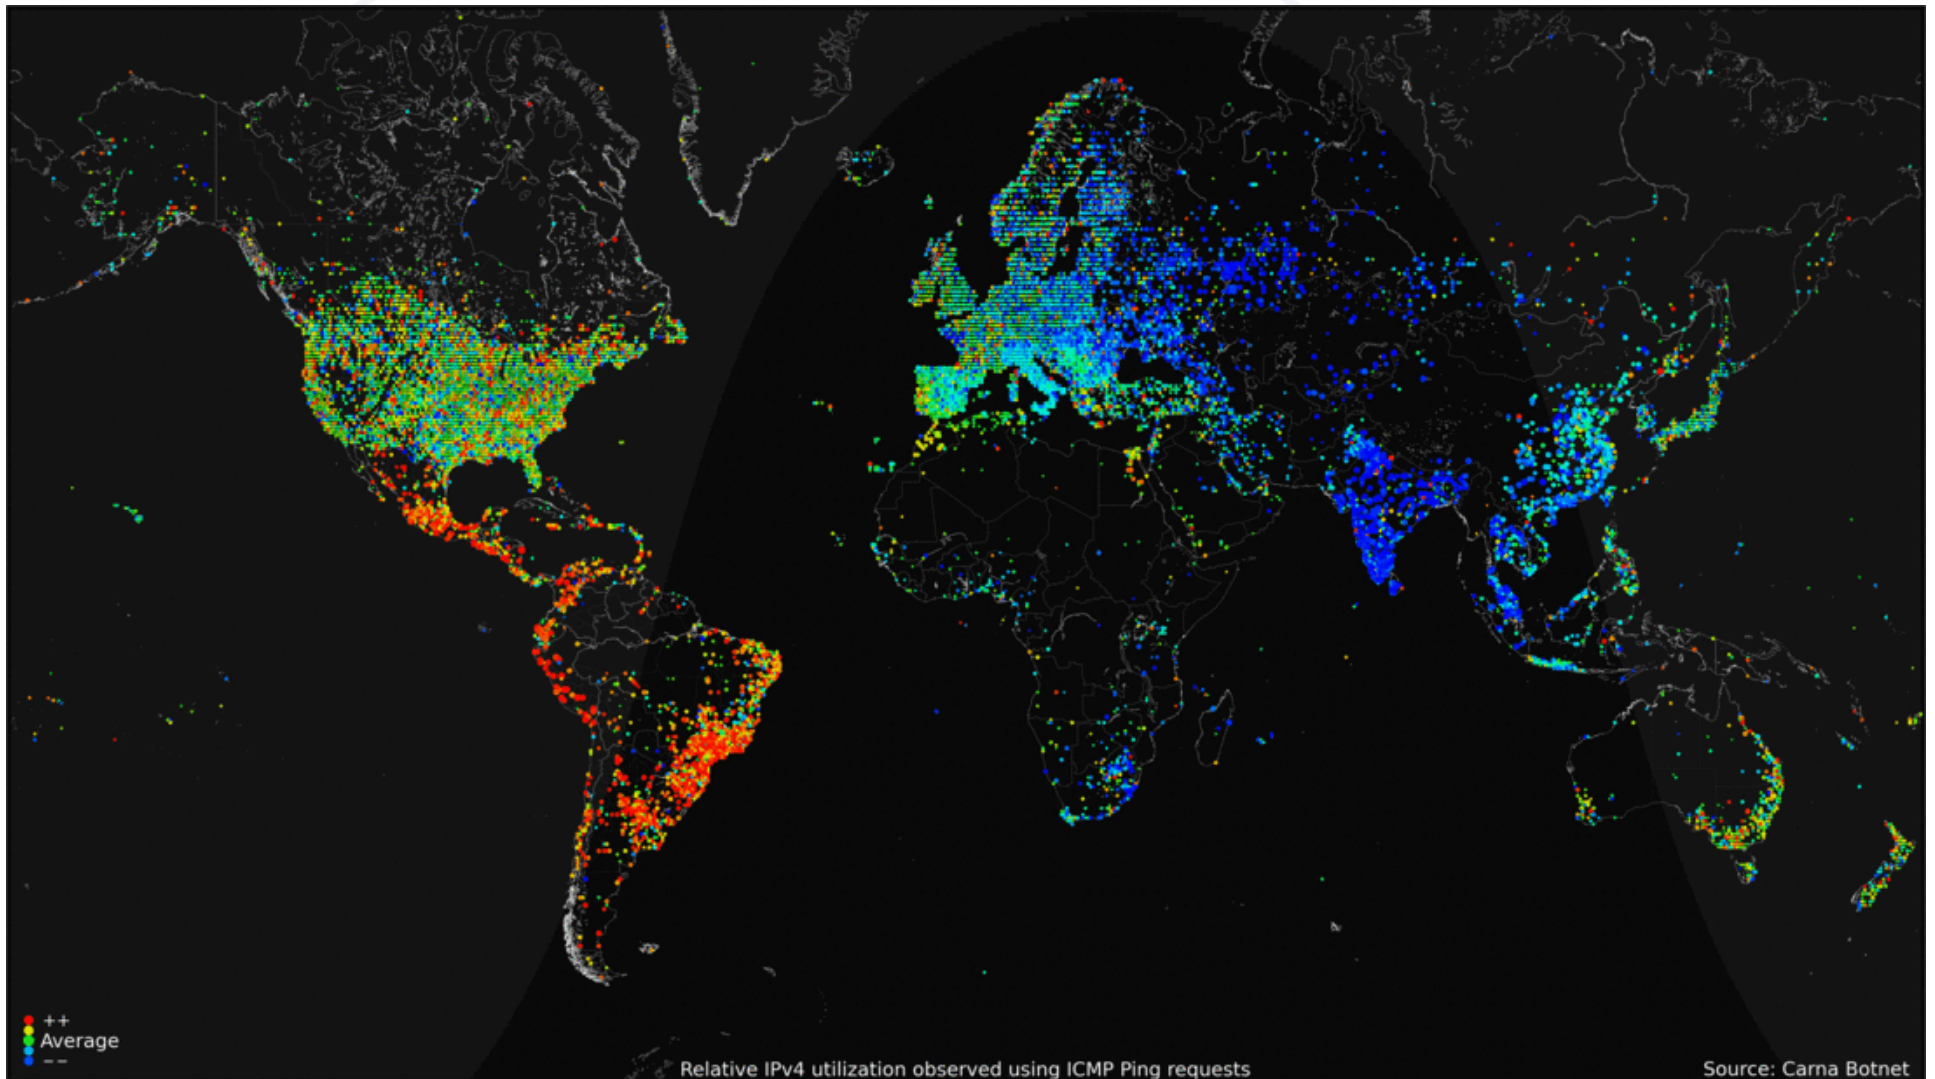 ++
Average
--
Relative IPv4 utilization observed using ICMP Ping requests
Source: Carna Botnet